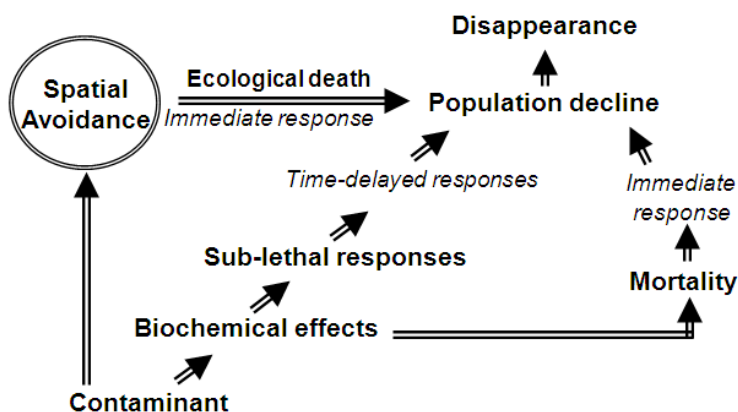 Disappearance
Spatial
Avoidance
Ecological death
Immediate response
Population decline
Time-delayed responses
Immediate
response
Sub-lethal responses
Mortality
Biochemical effects
Contaminant